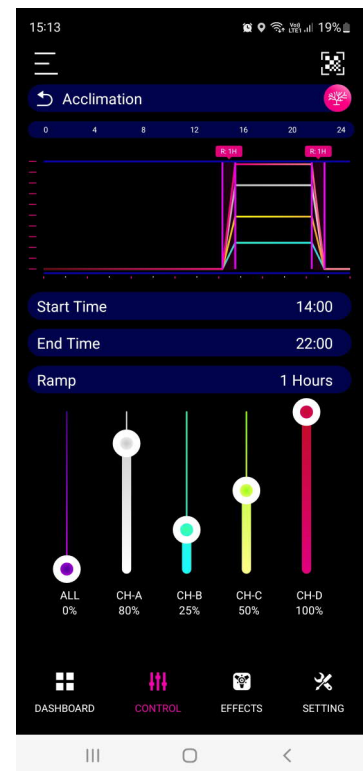 15:13 19%
Acclimation
0 4 8 12 16 20 24
R: 1H R: 1H
Start Time 14:00
End Time 22:00
Ramp 1 Hours
ALL CH-A CH-B CH-C CH-D
0% 80% 25% 50% 100%
DASHBOARD CONTROL EFFECTS SETTING